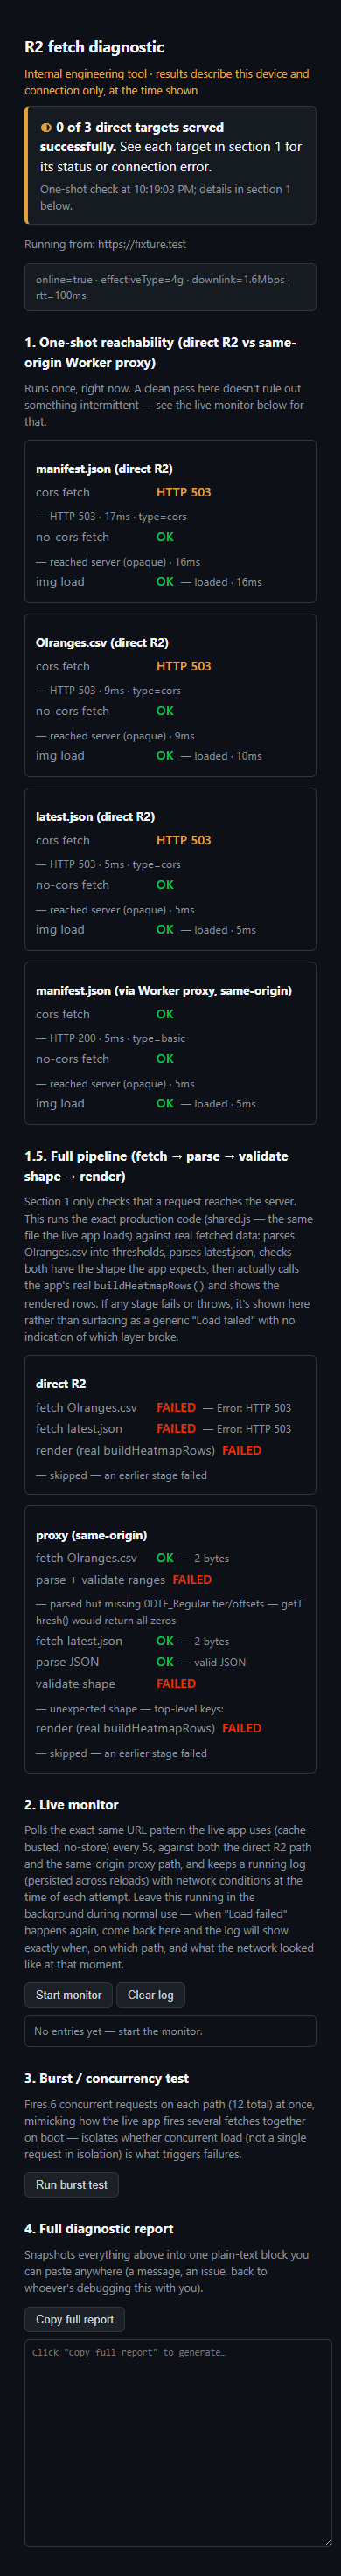 R2 fetch diagnostic
Internal engineering tool · results describe this device and
connection only, at the time shown
0 of 3 direct targets served
successfully. See each target in section 1 for
its status or connection error.
One-shot check at 10:19:03 PM; details in section 1
below.
Running from: https://fixture.test
online=true · effectiveType=4g · downlink=1.6Mbps ·
rtt=100ms
1. One-shot reachability (direct R2 vs same-
origin Worker proxy)
Runs once, right now. A clean pass here doesn't rule out
something intermittent — see the live monitor below for
that.
manifest.json (direct R2)
cors fetch HTTP 503
— HTTP 503 · 17ms · type=cors
no-cors fetch OK
— reached server (opaque) · 16ms
img load OK — loaded · 16ms
OIranges.csv (direct R2)
cors fetch HTTP 503
— HTTP 503 · 9ms · type=cors
no-cors fetch OK
— reached server (opaque) · 9ms
img load OK — loaded · 10ms
latest.json (direct R2)
cors fetch HTTP 503
— HTTP 503 · 5ms · type=cors
no-cors fetch OK
— reached server (opaque) · 5ms
img load OK — loaded · 5ms
manifest.json (via Worker proxy, same-origin)
cors fetch OK
— HTTP 200 · 5ms · type=basic
no-cors fetch OK
— reached server (opaque) · 5ms
img load OK — loaded · 5ms
1.5. Full pipeline (fetch → parse → validate
shape → render)
Section 1 only checks that a request reaches the server.
This runs the exact production code (shared.js — the same
file the live app loads) against real fetched data: parses
OIranges.csv into thresholds, parses latest.json, checks
both have the shape the app expects, then actually calls
the app's real buildHeatmapRows() and shows the
rendered rows. If any stage fails or throws, it's shown here
rather than surfacing as a generic "Load failed" with no
indication of which layer broke.
direct R2
fetch OIranges.csv FAILED — Error: HTTP 503
fetch latest.json FAILED — Error: HTTP 503
render (real buildHeatmapRows) FAILED
— skipped — an earlier stage failed
proxy (same-origin)
fetch OIranges.csv OK — 2 bytes
parse + validate ranges FAILED
— parsed but missing 0DTE_Regular tier/offsets — getT
hresh() would return all zeros
fetch latest.json OK — 2 bytes
parse JSON OK — valid JSON
validate shape FAILED
— unexpected shape — top-level keys:
render (real buildHeatmapRows) FAILED
— skipped — an earlier stage failed
2. Live monitor
Polls the exact same URL pattern the live app uses (cache-
busted, no-store) every 5s, against both the direct R2 path
and the same-origin proxy path, and keeps a running log
(persisted across reloads) with network conditions at the
time of each attempt. Leave this running in the
background during normal use — when "Load failed"
happens again, come back here and the log will show
exactly when, on which path, and what the network looked
like at that moment.
Start monitor Clear log
No entries yet — start the monitor.
3. Burst / concurrency test
Fires 6 concurrent requests on each path (12 total) at once,
mimicking how the live app fires several fetches together
on boot — isolates whether concurrent load (not a single
request in isolation) is what triggers failures.
Run burst test
4. Full diagnostic report
Snapshots everything above into one plain-text block you
can paste anywhere (a message, an issue, back to
whoever's debugging this with you).
Copy full report
Click "Copy full report" to generate…